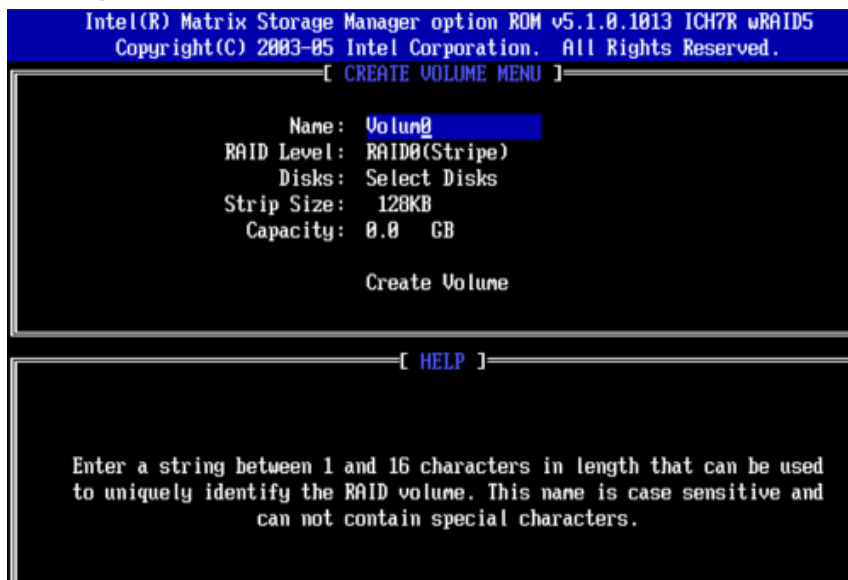 Intel(R) Matrix Storage Manager option ROM v5.1.0.1013 ICH7R wRAID5
Copyright(C) 2003-05 Intel Corporation. All Rights Reserved.
[ CREATE VOLUME MENU ]
Name: Volum0
RAID Level: RAID0(Stripe)
Disks: Select Disks
Strip Size: 128KB
Capacity: 0.0 GB
Create Volume
[ HELP ]
Enter a string between 1 and 16 characters in length that can be used
to uniquely identify the RAID volume. This name is case sensitive and
can not contain special characters.